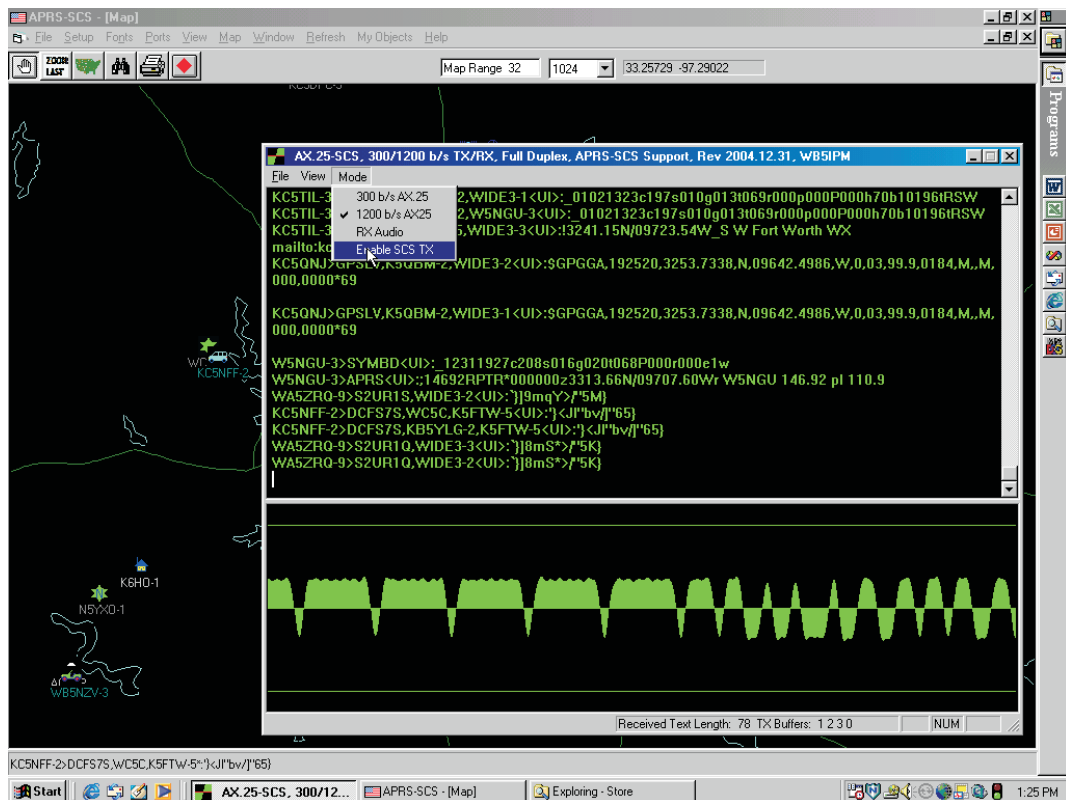 APRS-SCS - [Map]
File Setup Fonts Ports View Map Window Refresh My Objects Help
ZOOM LAST
Map Range 32 1024 33.25729 -97.29022
Programs
AX.25-SCS, 300/1200 b/s TX/RX, Full Duplex, APRS-SCS Support, Rev 2004.12.31, WB5IPM
File View Mode
300 b/s AX.25
1200 b/s AX25
RX Audio
Enable SCS TX
KC5TIL-3 2,WIDE3-1<UI>:_01021323c197s010g013t069r000p000P000h70b10196tRSW
KC5TIL-3 2,W5NGU-3<UI>:_01021323c197s010g013t069r000p000P000h70b10196tRSW
KC5TIL-3 5,WIDE3-3<UI>:!3241.15N/09723.54W_S W Fort Worth WX
mailto:kc
KC5QNJ>GPSLV,K5QBM-2,WIDE3-2<UI>:$GPGGA,192520,3253.7338,N,09642.4986,W,0,03,99.9,0184,M,,M,
000,0000*69
KC5QNJ>GPSLV,K5QBM-2,WIDE3-1<UI>:$GPGGA,192520,3253.7338,N,09642.4986,W,0,03,99.9,0184,M,,M,
000,0000*69
W5NGU-3>SYMBD<UI>:_12311927c208s016g020t068P000r000e1w
W5NGU-3>APRS<UI>:;14692RPTR*000000z3313.66N/09707.60Wr W5NGU 146.92 pl 110.9
WA5ZRQ-9>S2UR1S,WIDE3-2<UI>:`}]9mqY>/"5M}
KC5NFF-2>DCFS7S,WC5C,K5FTW-5<UI>:'}<JI"bv/]"65}
KC5NFF-2>DCFS7S,KB5YLG-2,K5FTW-5<UI>:'}<JI"bv/]"65}
WA5ZRQ-9>S2UR1Q,WIDE3-3<UI>:`}]8mS*>/"5K}
WA5ZRQ-9>S2UR1Q,WIDE3-2<UI>:`}]8mS*>/"5K}
KC5NFF-2
K6HO-1
N5YXO-1
WB5NZV-3
Received Text Length: 78 TX Buffers: 1 2 3 0 NUM
KC5NFF-2>DCFS7S,WC5C,K5FTW-5*:'}<JI"bv/]"65}
Start AX.25-SCS, 300/12... APRS-SCS - [Map] Exploring - Store 1:25 PM